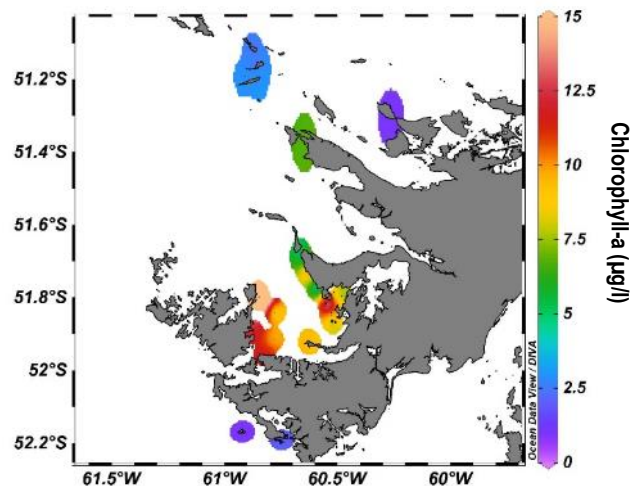 51.2°S
51.4°S
51.6°S
51.8°S
52°S
52.2°S
61.5°W
61°W
60.5°W
60°W
Ocean Data View / DIVA
15
12.5
10
7.5
5
2.5
0
Chlorophyll-a (µg/l)